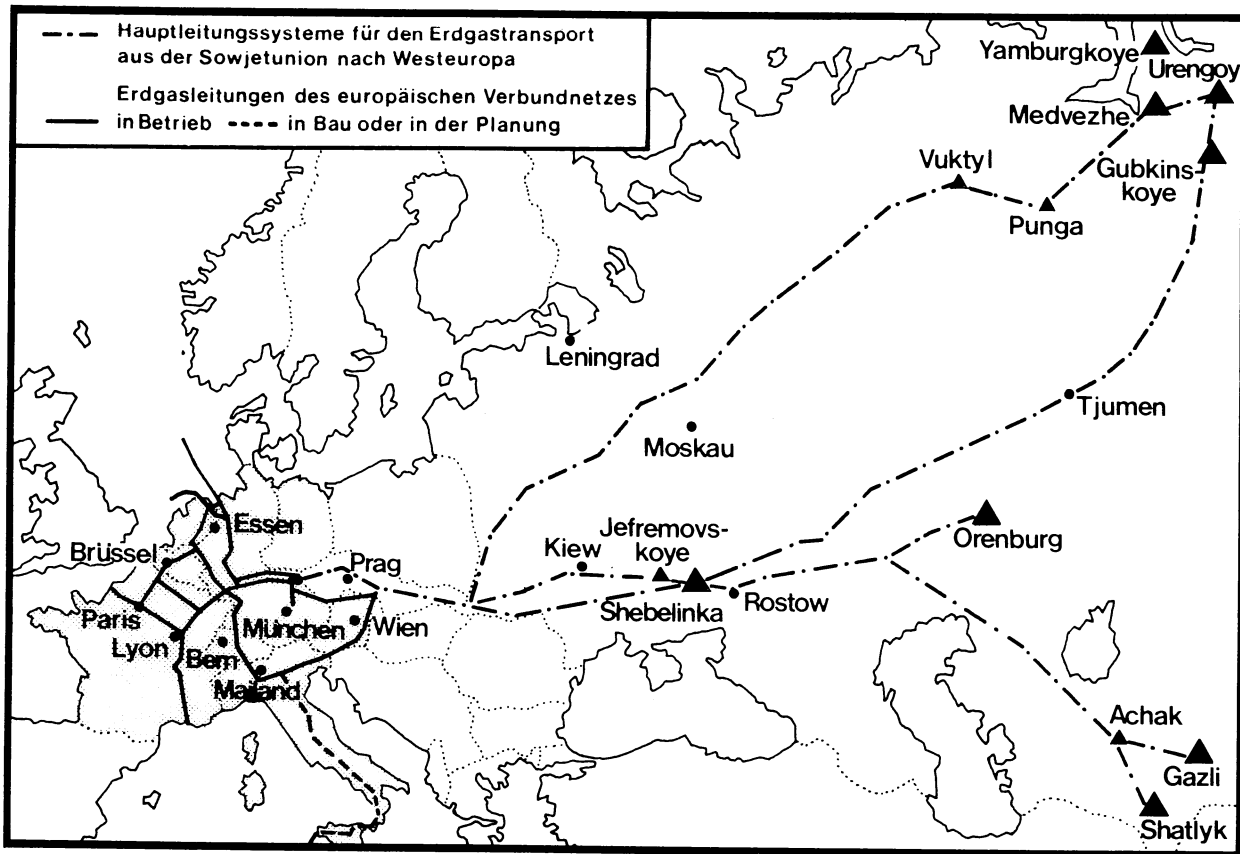 Hauptleitungssysteme für den Erdgastransport
aus der Sowjetunion nach Westeuropa
Erdgasleitungen des europäischen Verbundnetzes
in Betrieb in Bau oder in der Planung
Yamburgkoye
Urengoy
Medvezhe
Vuktyl
Gubkins-
koye
Punga
Leningrad
Tjumen
Moskau
Essen
Orenburg
Jefremovs-
koye
Kiew
Brüssel
Prag
Shebelinka
Rostow
Paris
München
Wien
Lyon
Bern
Mailand
Achak
Gazli
Shatlyk